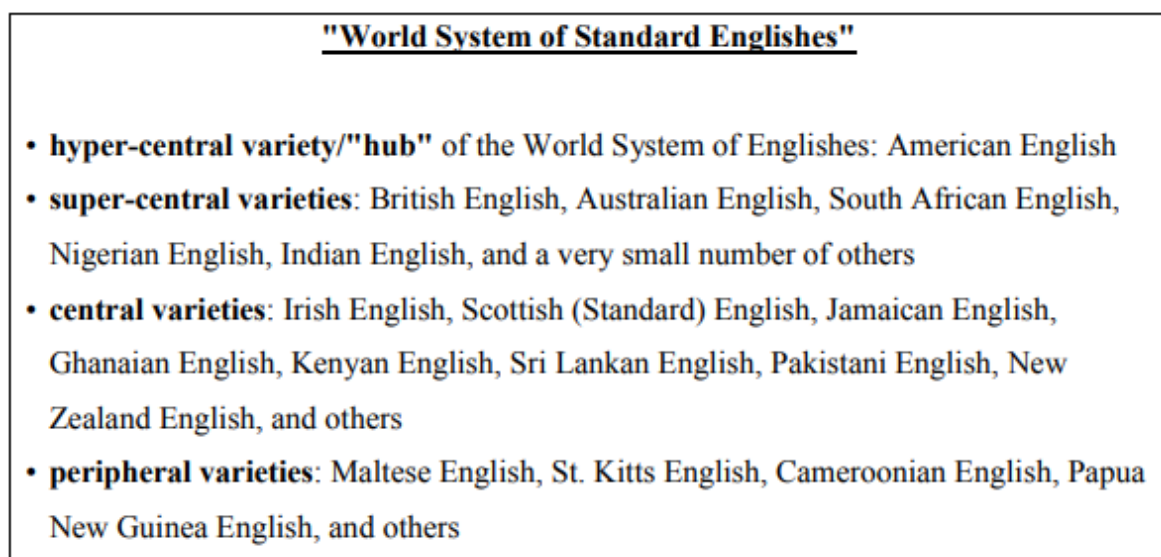 "World System of Standard Englishes"
• hyper-central variety/"hub" of the World System of Englishes: American English
• super-central varieties: British English, Australian English, South African English,
Nigerian English, Indian English, and a very small number of others
• central varieties: Irish English, Scottish (Standard) English, Jamaican English,
Ghanaian English, Kenyan English, Sri Lankan English, Pakistani English, New
Zealand English, and others
• peripheral varieties: Maltese English, St. Kitts English, Cameroonian English, Papua
New Guinea English, and others